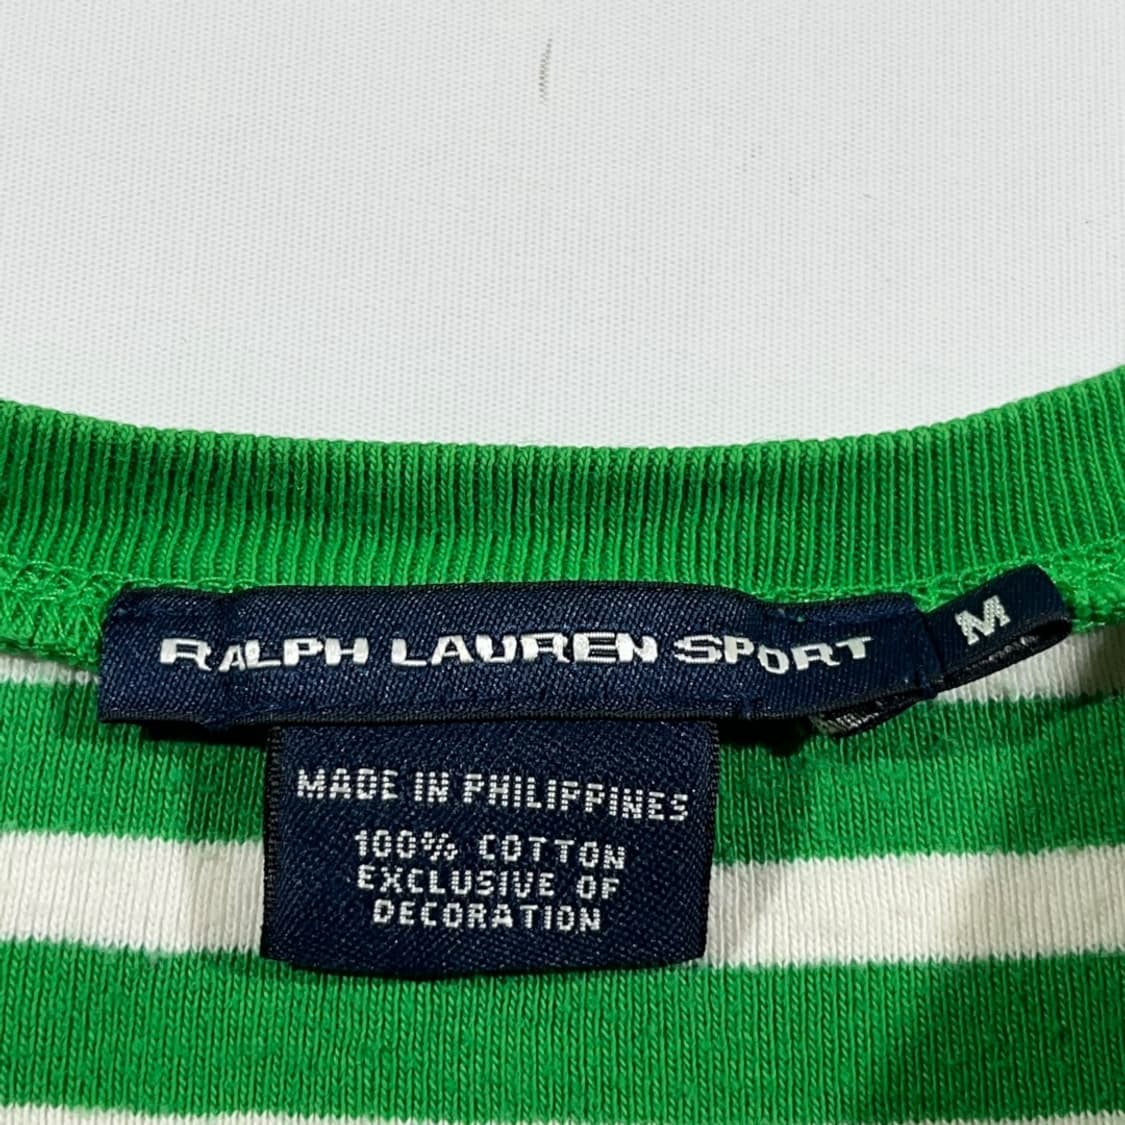 RALPH LAUREN SPORT
M
MADE IN PHILIPPINES
100% COTTON
EXCLUSIVE OF
DECORATION